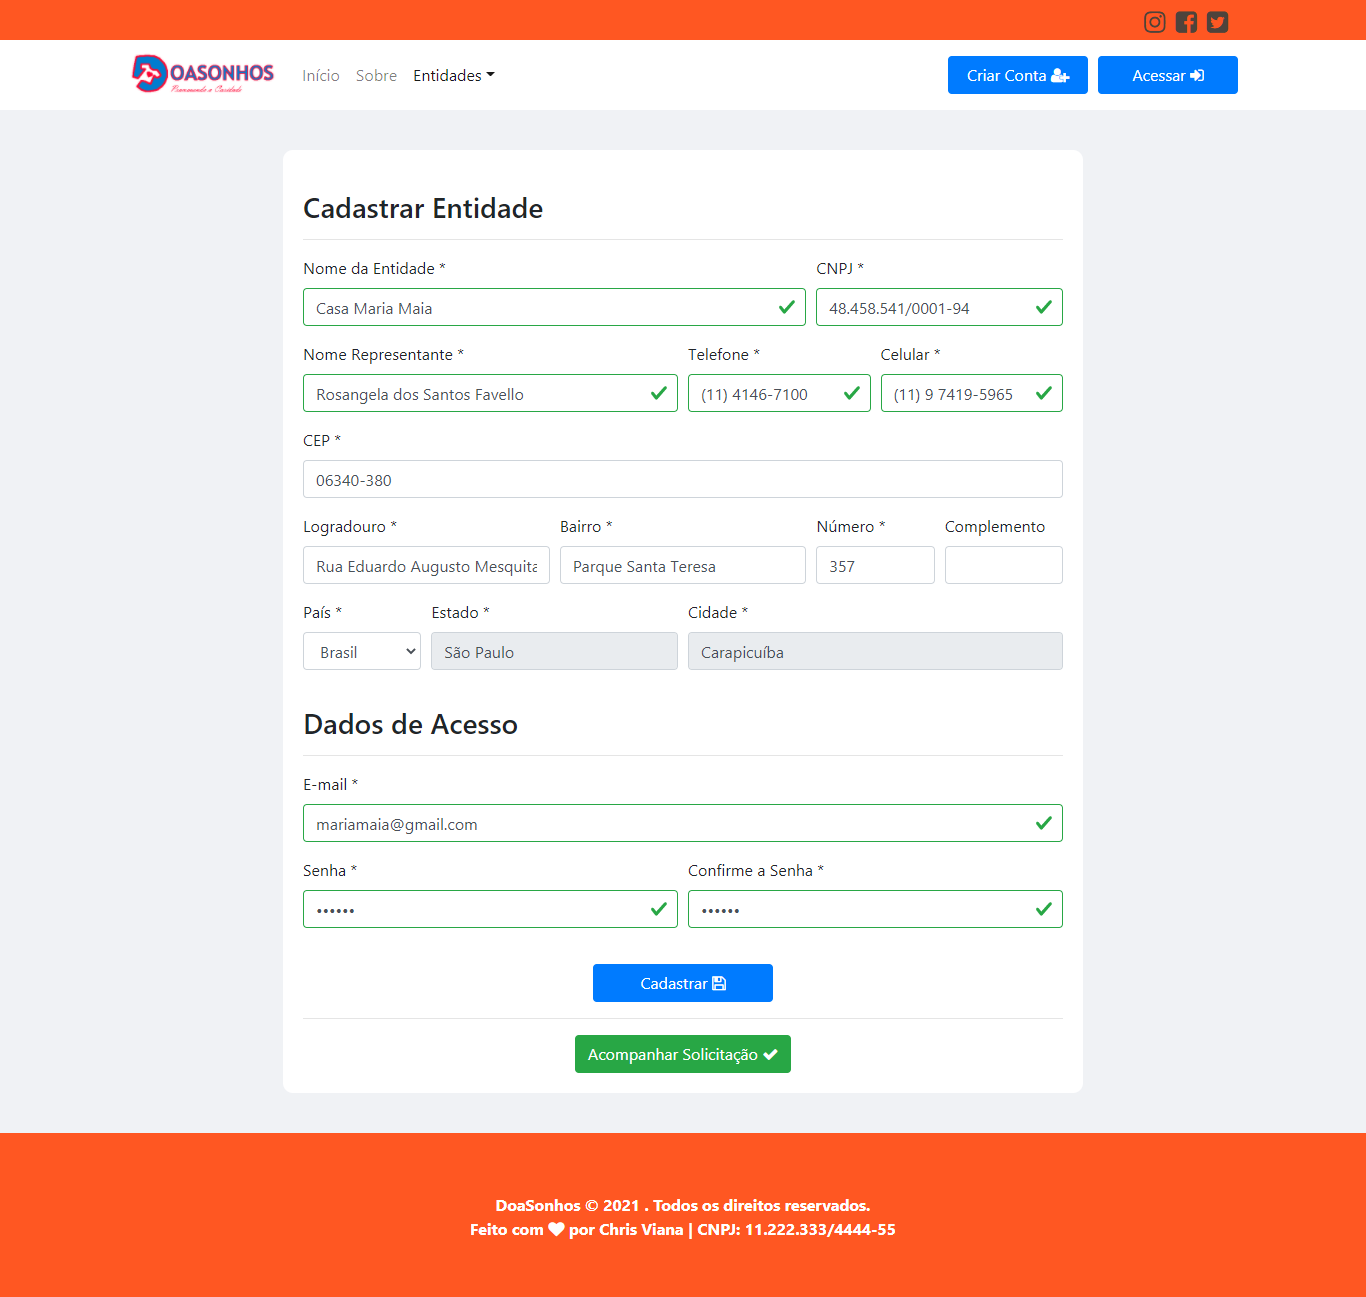 OASONHOS
Início Sobre Entidades
Criar Conta
Acessar
Cadastrar Entidade
Nome da Entidade * CNPJ *
Casa Maria Maia 48.458.541/0001-94
Nome Representante * Telefone * Celular *
Rosangela dos Santos Favello (11) 4146-7100 (11) 9 7419-5965
CEP *
06340-380
Logradouro * Bairro * Número * Complemento
Rua Eduardo Augusto Mesquita Parque Santa Teresa 357
País * Estado * Cidade *
Brasil São Paulo Carapicuíba
Dados de Acesso
E-mail *
mariamaia@gmail.com
Senha * Confirme a Senha *
•••••• ••••••
Cadastrar
Acompanhar Solicitação
DoaSonhos © 2021 . Todos os direitos reservados.
Feito com ❤ por Chris Viana | CNPJ: 11.222.333/4444-55